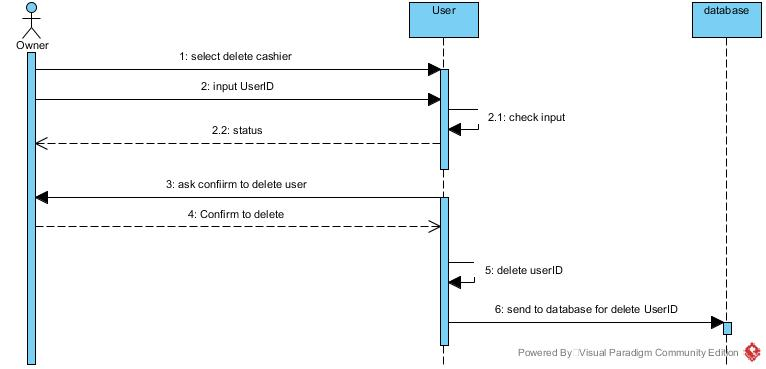 User
database
Owner
1: select delete cashier
2: input UserID
2.1: check input
2.2: status
3: ask confiirm to delete user
4: Confirm to delete
5: delete userID
6: send to database for delete UserID
Powered By Visual Paradigm Community Edition